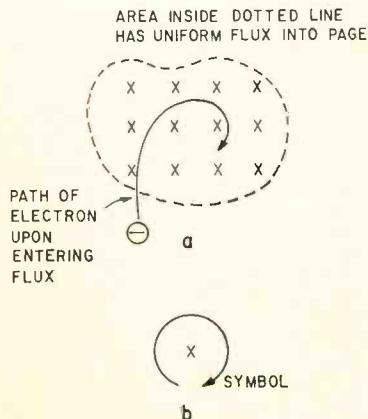 AREA INSIDE DOTTED LINE
HAS UNIFORM FLUX INTO PAGE
X X X X
X X X X
X X X X
PATH OF
ELECTRON
UPON
ENTERING
FLUX
a
X
SYMBOL
b